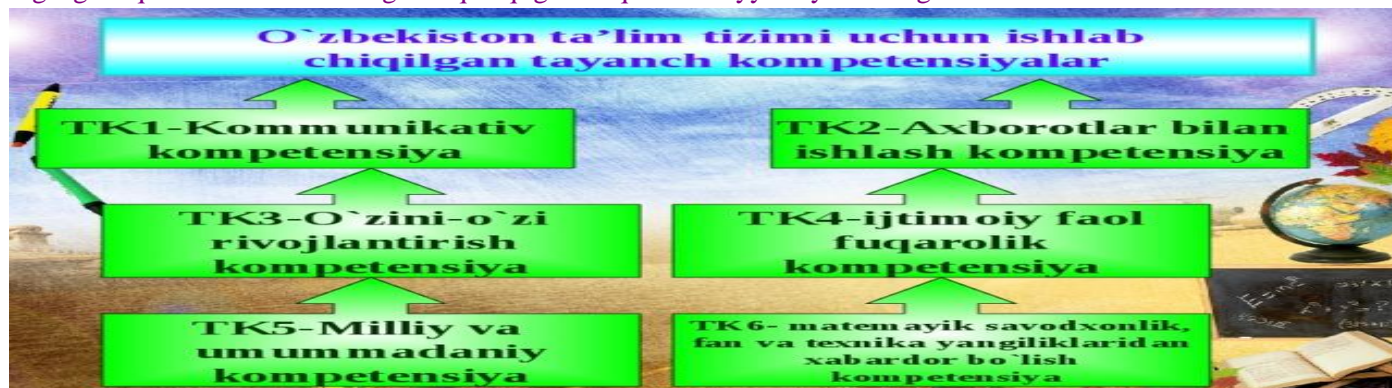 O`zbekiston ta’lim tizimi uchun ishlab
chiqilgan tayanch kompetensiyalar
TK1-Kommunikativ
kompetensiya
TK2-Axborotlar bilan
ishlash kompetensiya
TK3-O`zini-o`zi
rivojlantirish
kompetensiya
TK4-ijtimoiy faol
fuqarolik
kompetensiya
TK5-Milliy va
umummadaniy
kompetensiya
TK6- matemayik savodxonlik,
fan va texnika yangiliklaridan
xabardor bo`lish
kompetensiya